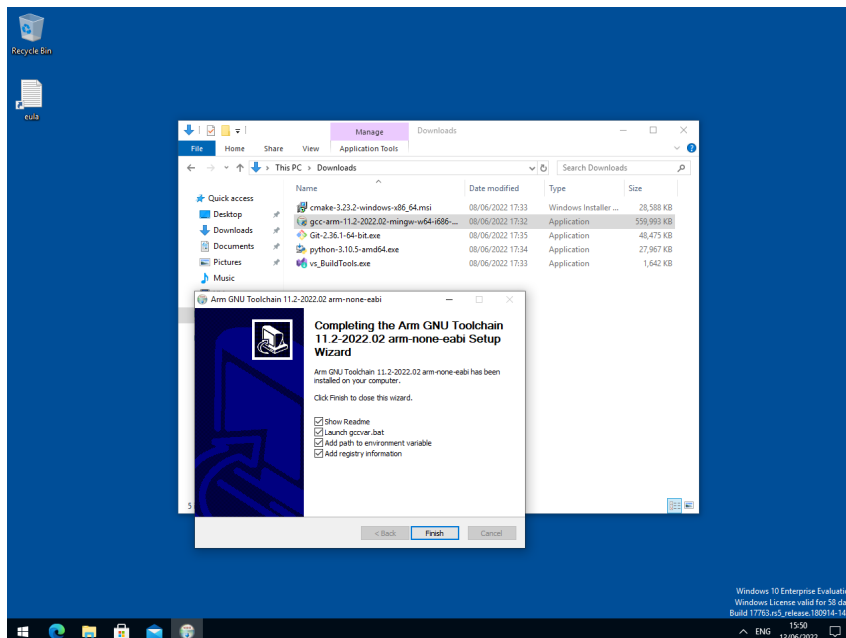 Recycle Bin
eula
Manage
Downloads
File
Home
Share
View
Application Tools
This PC
Downloads
Search Downloads
Name
Date modified
Type
Size
Quick access
Desktop
Downloads
Documents
Pictures
Music
cmake-3.23.2-windows-x86_64.msi
08/06/2022 17:33
Windows Installer ...
28,588 KB
gcc-arm-11.2-2022.02-mingw-w64-i686-...
08/06/2022 17:32
Application
559,993 KB
Git-2.36.1-64-bit.exe
08/06/2022 17:35
Application
48,475 KB
python-3.10.5-amd64.exe
08/06/2022 17:34
Application
27,967 KB
vs_BuildTools.exe
08/06/2022 17:33
Application
1,642 KB
5
Arm GNU Toolchain 11.2-2022.02 arm-none-eabi
Completing the Arm GNU Toolchain
11.2-2022.02 arm-none-eabi Setup
Wizard
Arm GNU Toolchain 11.2-2022.02 arm-none-eabi has been
installed on your computer.
Click Finish to close this wizard.
Show Readme
Launch gccvar.bat
Add path to environment variable
Add registry information
< Back
Finish
Cancel
Windows 10 Enterprise Evaluati
Windows License valid for 58 da
Build 17763.rs5_release.180914-14
ENG
15:50
13/06/2022